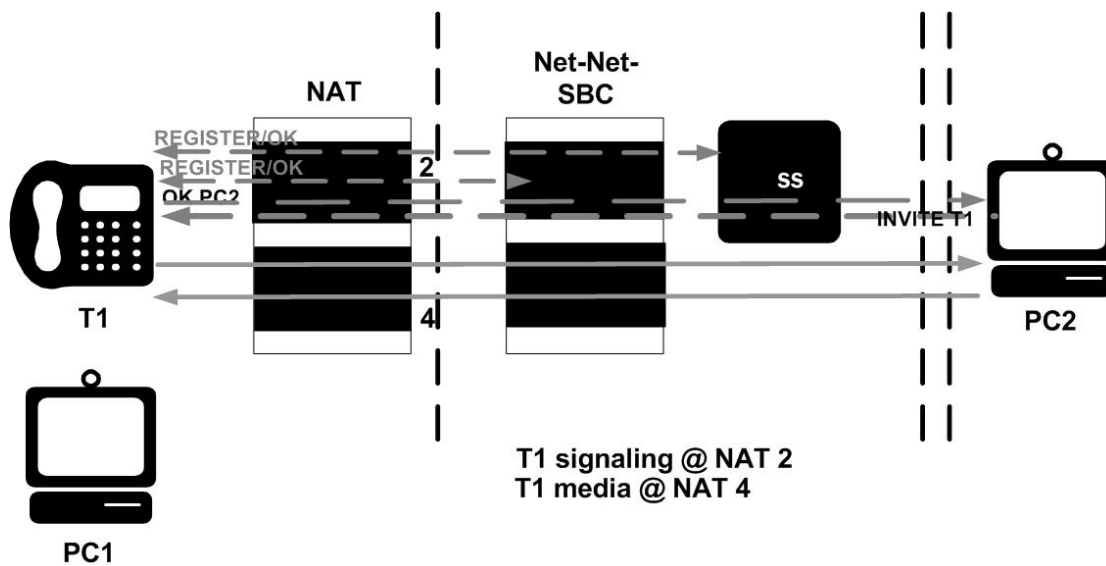 NAT
Net-Net-
SBC
REGISTER/OK
REGISTER/OK
2
OK PC2
SS
INVITE T1
4
T1
PC2
T1 signaling @ NAT 2
T1 media @ NAT 4
PC1